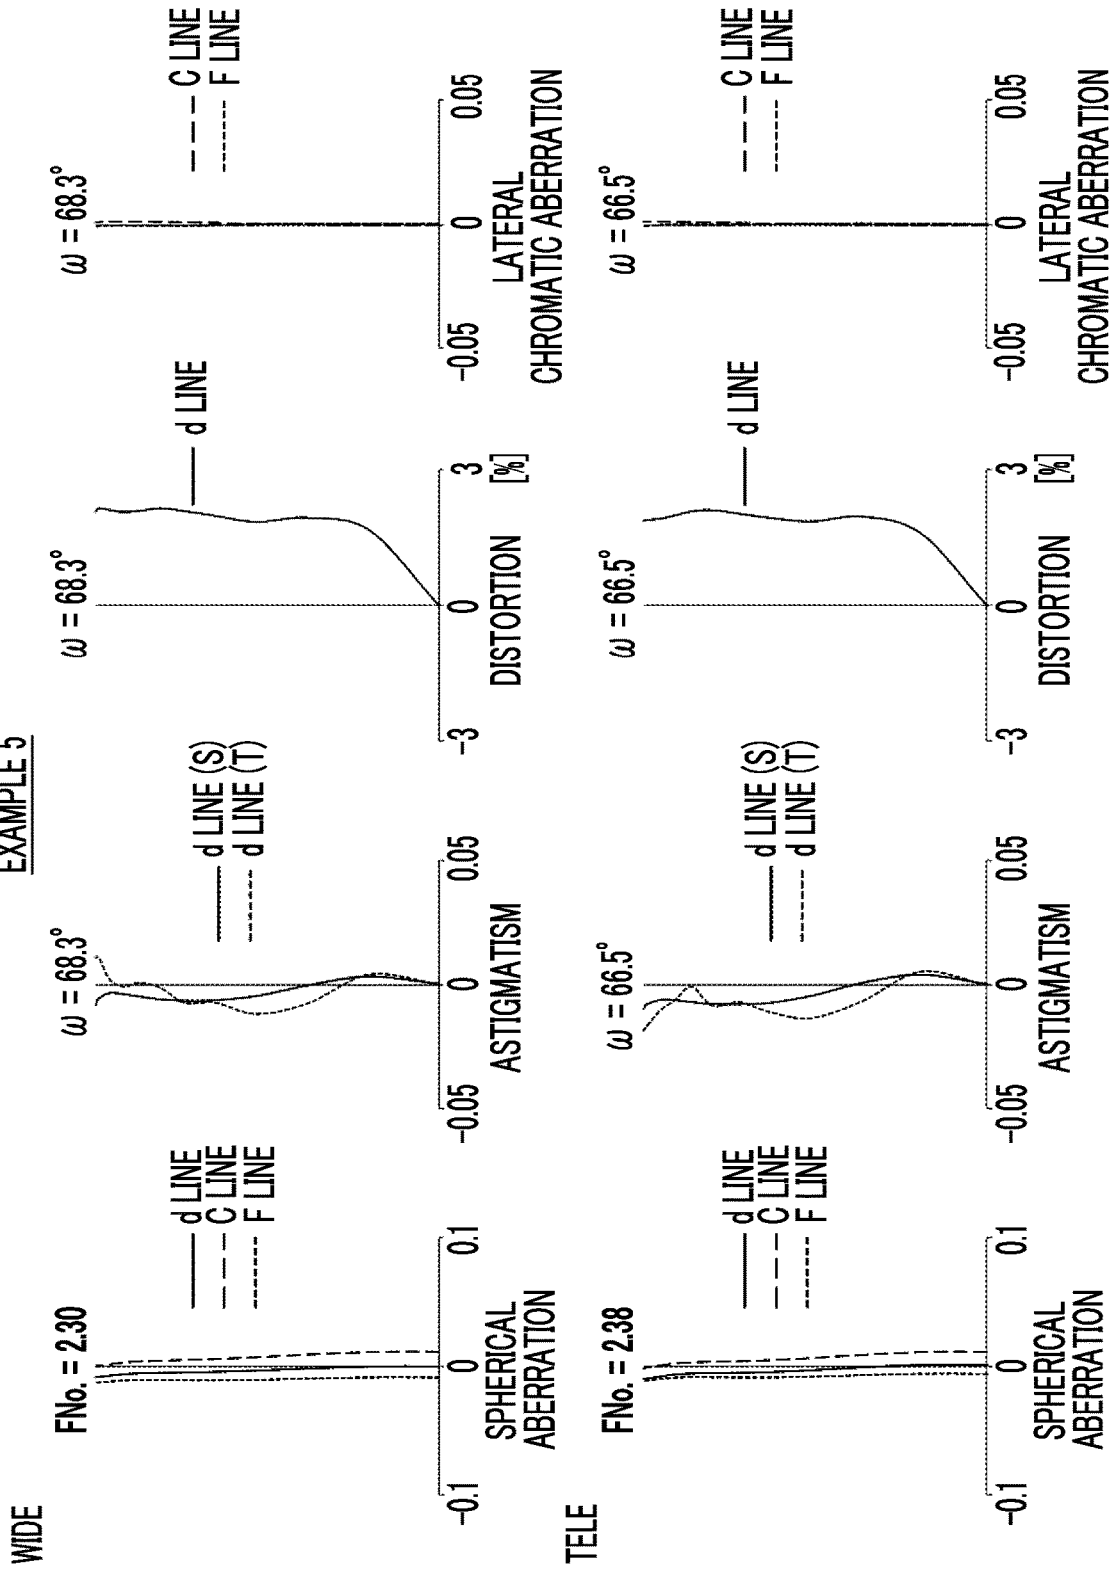 EXAMPLE 5
WIDE
FNo. = 2.30
d LINE
C LINE
F LINE
-0.1 0 0.1
SPHERICAL
ABERRATION
ω = 68.3°
d LINE (S)
d LINE (T)
-0.05 0 0.05
ASTIGMATISM
ω = 68.3°
d LINE
-3 0 3
[%]
DISTORTION
ω = 68.3°
C LINE
F LINE
-0.05 0 0.05
LATERAL
CHROMATIC ABERRATION
TELE
FNo. = 2.38
d LINE
C LINE
F LINE
-0.1 0 0.1
SPHERICAL
ABERRATION
ω = 66.5°
d LINE (S)
d LINE (T)
-0.05 0 0.05
ASTIGMATISM
ω = 66.5°
d LINE
-3 0 3
[%]
DISTORTION
ω = 66.5°
C LINE
F LINE
-0.05 0 0.05
LATERAL
CHROMATIC ABERRATION